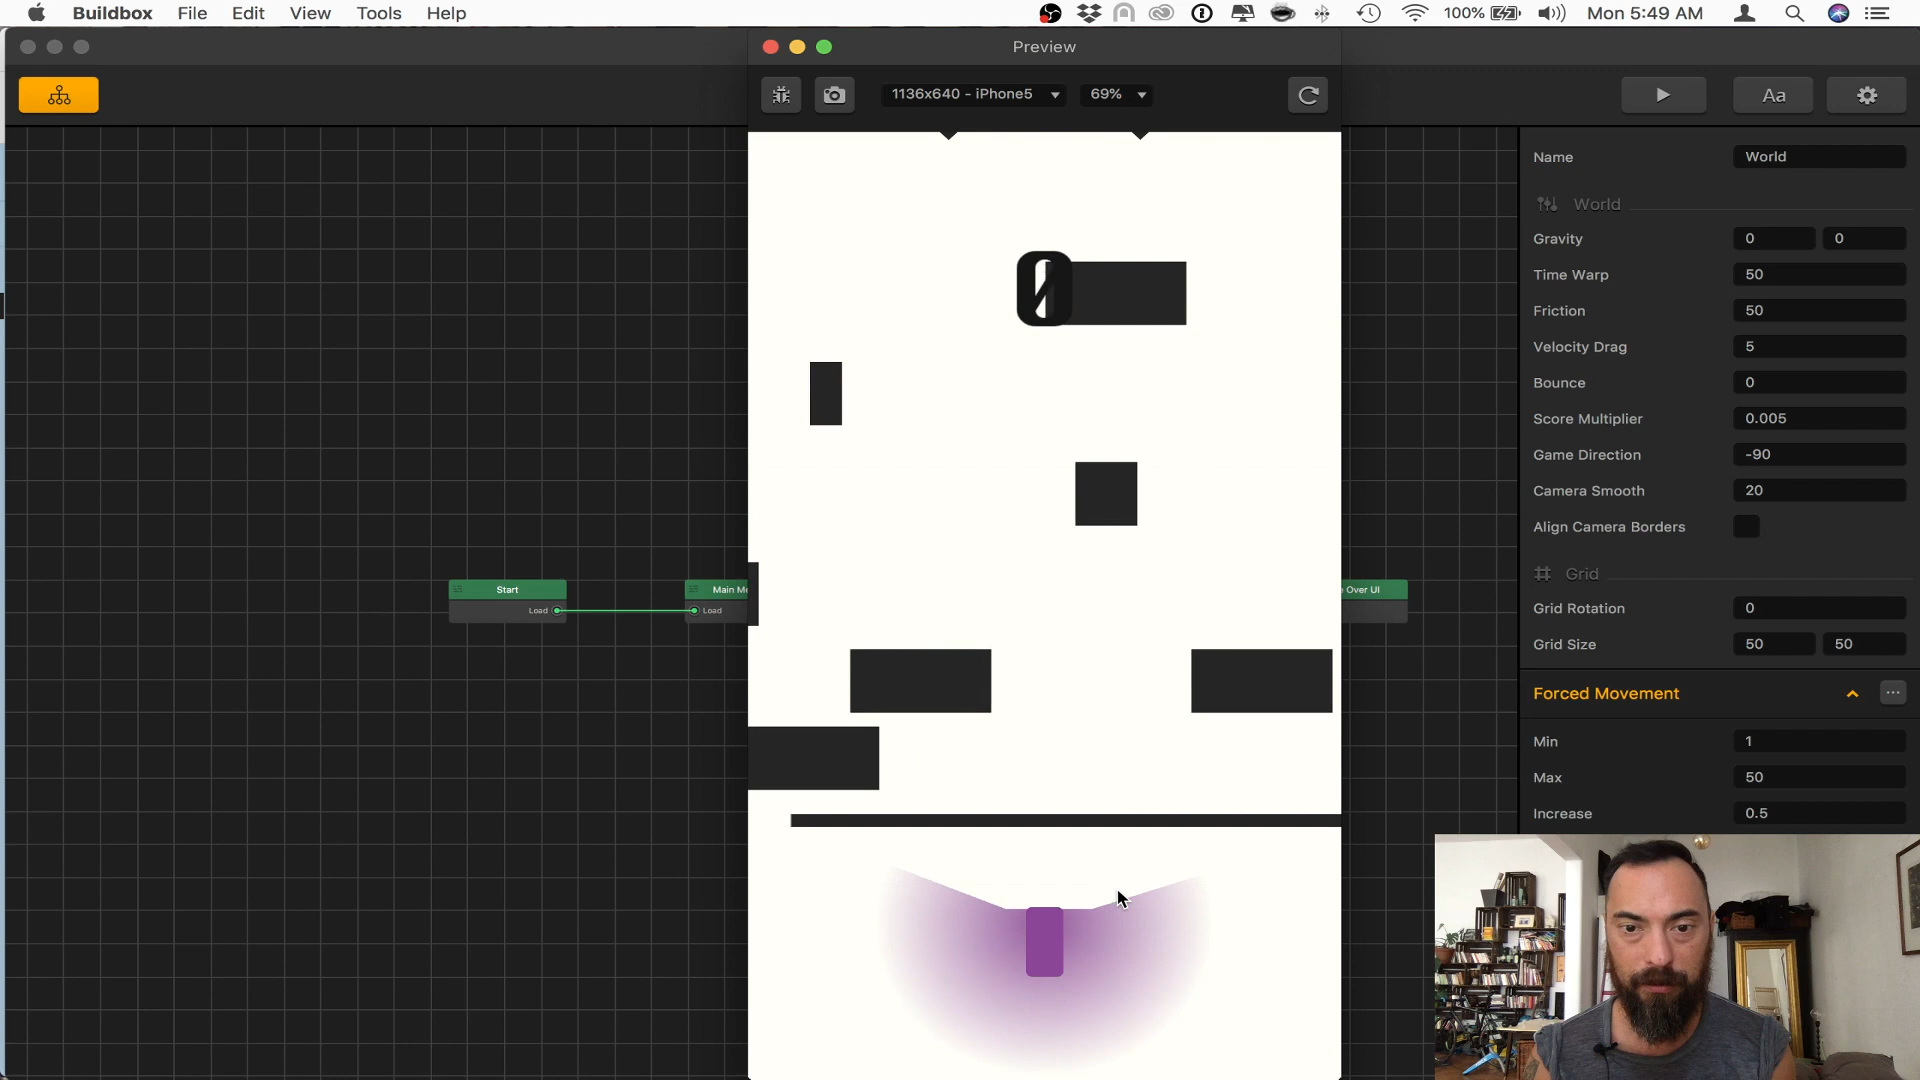 Buildbox File Edit View Tools Help 100% Mon 5:49 AM
Preview
1136x640 - iPhone5 69% Aa
Name World
World
Gravity 0 0
Time Warp 50
Friction 50
Velocity Drag 5
Bounce 0
Score Multiplier 0.005
Game Direction -90
Camera Smooth 20
Align Camera Borders
Grid
Grid Rotation 0
Grid Size 50 50
Forced Movement
Min 1
Max 50
Increase 0.5
0
Start Main Me Over UI
Load Load